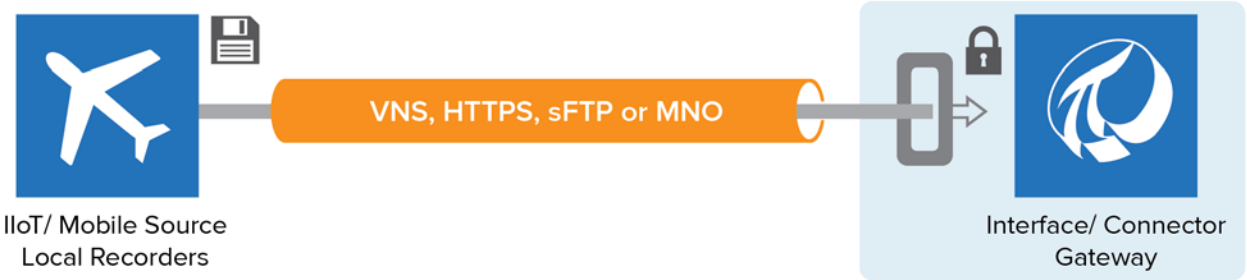 VNS, HTTPS, sFTP or MNO
IIoT/ Mobile Source
Local Recorders
Interface/ Connector
Gateway